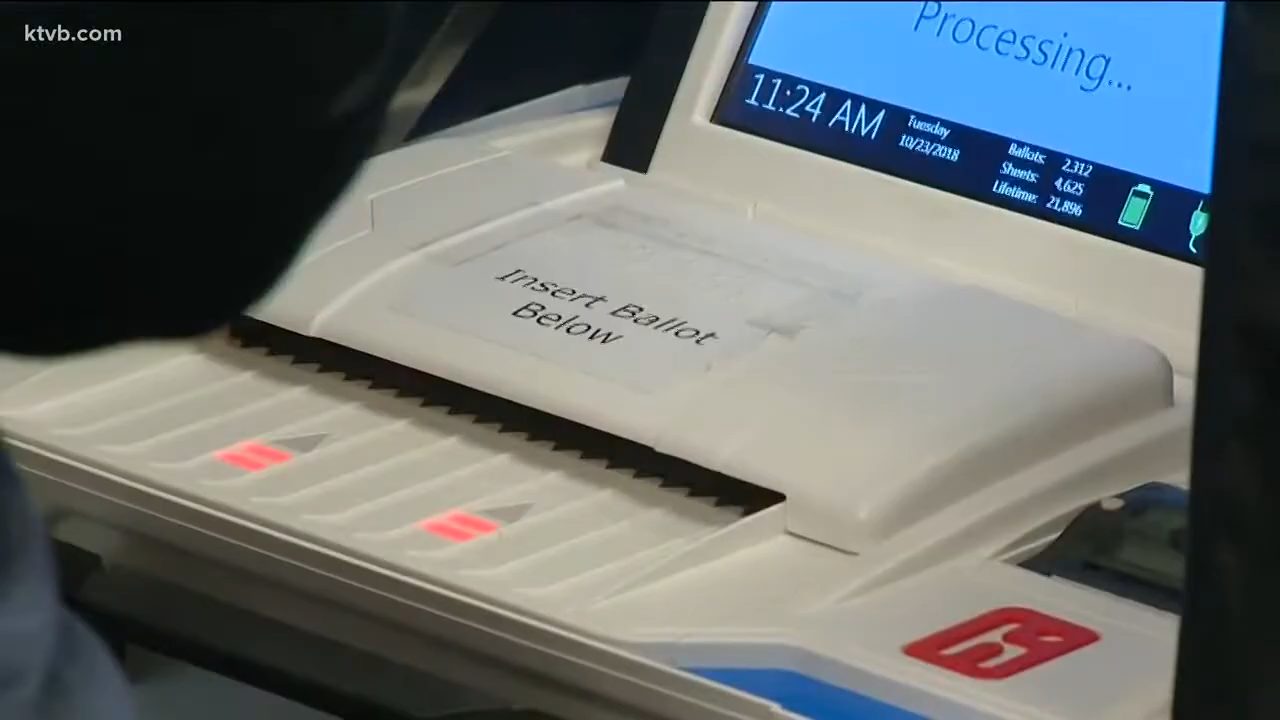 ktvb.com
Processing...
11:24 AM
Tuesday
10/23/2018
Ballots: 2,312
Sheets: 4,625
Lifetime: 21,896
Insert Ballot
Below